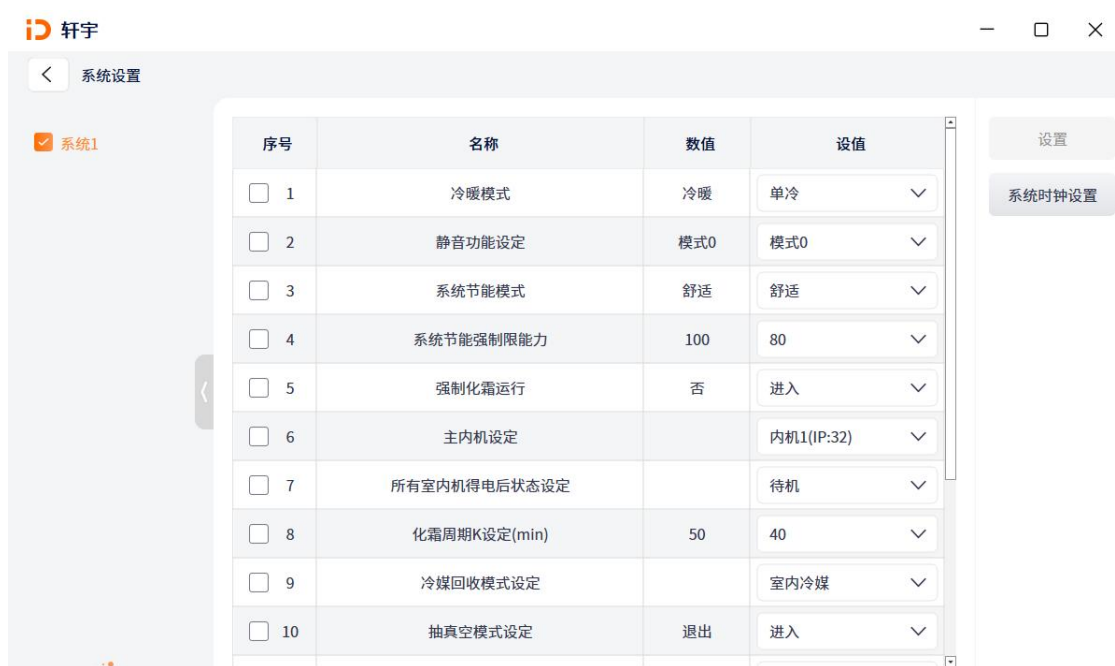 轩宇
系统设置
系统1
序号 名称 数值 设值
1 冷暖模式 冷暖 单冷
2 静音功能设定 模式0 模式0
3 系统节能模式 舒适 舒适
4 系统节能强制限能力 100 80
5 强制化霜运行 否 进入
6 主内机设定 内机1(IP:32)
7 所有室内机得电后状态设定 待机
8 化霜周期K设定(min) 50 40
9 冷媒回收模式设定 室内冷媒
10 抽真空模式设定 退出 进入
设置
系统时钟设置